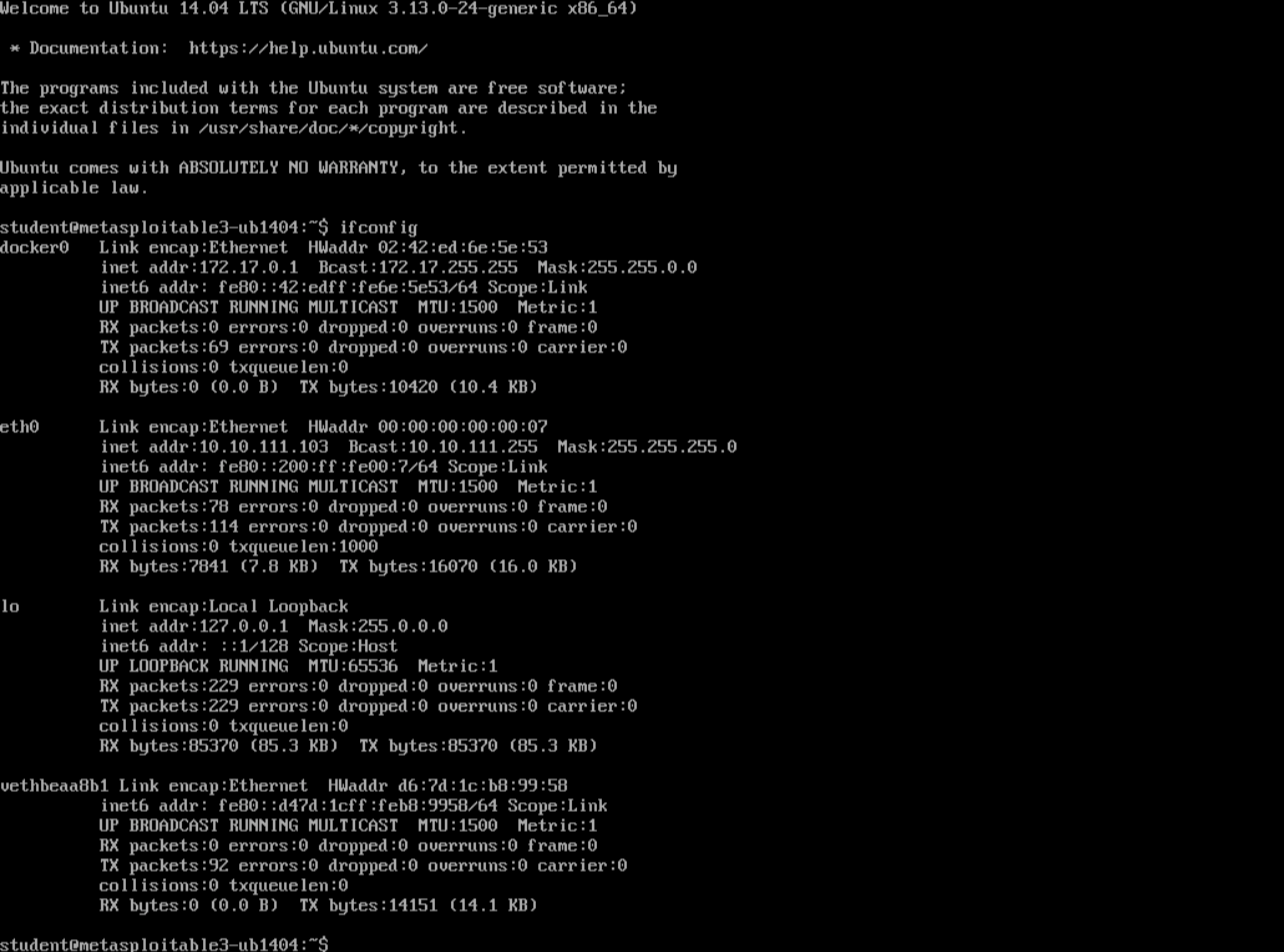 Welcome to Ubuntu 14.04 LTS (GNU/Linux 3.13.0-24-generic x86_64)
* Documentation:  https://help.ubuntu.com/
The programs included with the Ubuntu system are free software;
the exact distribution terms for each program are described in the
individual files in /usr/share/doc/*/copyright.
Ubuntu comes with ABSOLUTELY NO WARRANTY, to the extent permitted by
applicable law.
student@metasploitable3-ub1404:~$ ifconfig
docker0   Link encap:Ethernet  HWaddr 02:42:ed:6e:5e:53
inet addr:172.17.0.1  Bcast:172.17.255.255  Mask:255.255.0.0
inet6 addr: fe80::42:edff:fe6e:5e53/64 Scope:Link
UP BROADCAST RUNNING MULTICAST  MTU:1500  Metric:1
RX packets:0 errors:0 dropped:0 overruns:0 frame:0
TX packets:69 errors:0 dropped:0 overruns:0 carrier:0
collisions:0 txqueuelen:0
RX bytes:0 (0.0 B)  TX bytes:10420 (10.4 KB)
eth0      Link encap:Ethernet  HWaddr 00:00:00:00:00:07
inet addr:10.10.111.103  Bcast:10.10.111.255  Mask:255.255.255.0
inet6 addr: fe80::200:ff:fe00:7/64 Scope:Link
UP BROADCAST RUNNING MULTICAST  MTU:1500  Metric:1
RX packets:78 errors:0 dropped:0 overruns:0 frame:0
TX packets:114 errors:0 dropped:0 overruns:0 carrier:0
collisions:0 txqueuelen:1000
RX bytes:7841 (7.8 KB)  TX bytes:16070 (16.0 KB)
lo        Link encap:Local Loopback
inet addr:127.0.0.1  Mask:255.0.0.0
inet6 addr: ::1/128 Scope:Host
UP LOOPBACK RUNNING  MTU:65536  Metric:1
RX packets:229 errors:0 dropped:0 overruns:0 frame:0
TX packets:229 errors:0 dropped:0 overruns:0 carrier:0
collisions:0 txqueuelen:0
RX bytes:85370 (85.3 KB)  TX bytes:85370 (85.3 KB)
vethbeaa8b1 Link encap:Ethernet  HWaddr d6:7d:1c:b8:99:58
inet6 addr: fe80::d47d:1cff:feb8:9958/64 Scope:Link
UP BROADCAST RUNNING MULTICAST  MTU:1500  Metric:1
RX packets:0 errors:0 dropped:0 overruns:0 frame:0
TX packets:92 errors:0 dropped:0 overruns:0 carrier:0
collisions:0 txqueuelen:0
RX bytes:0 (0.0 B)  TX bytes:14151 (14.1 KB)
student@metasploitable3-ub1404:~$